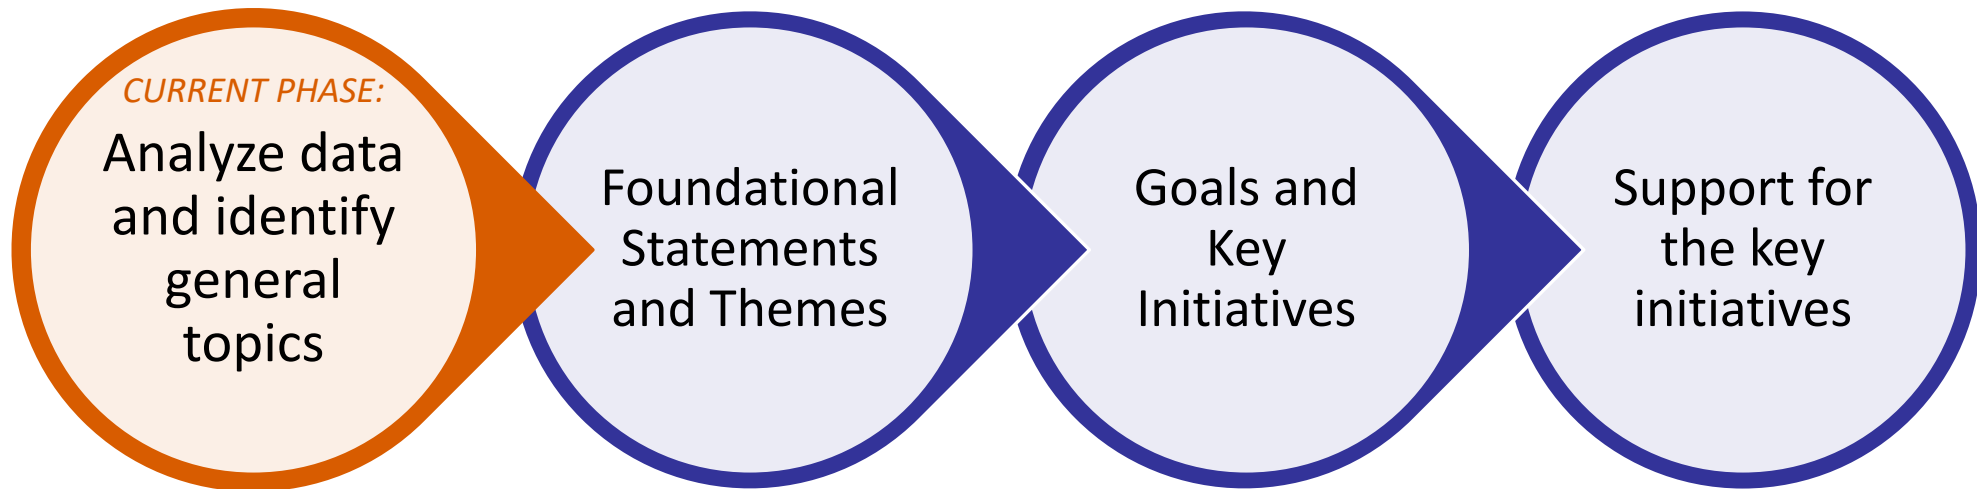 CURRENT PHASE:
Analyze data
and identify
general
topics
Foundational
Statements
and Themes
Goals and
Key
Initiatives
Support for
the key
initiatives